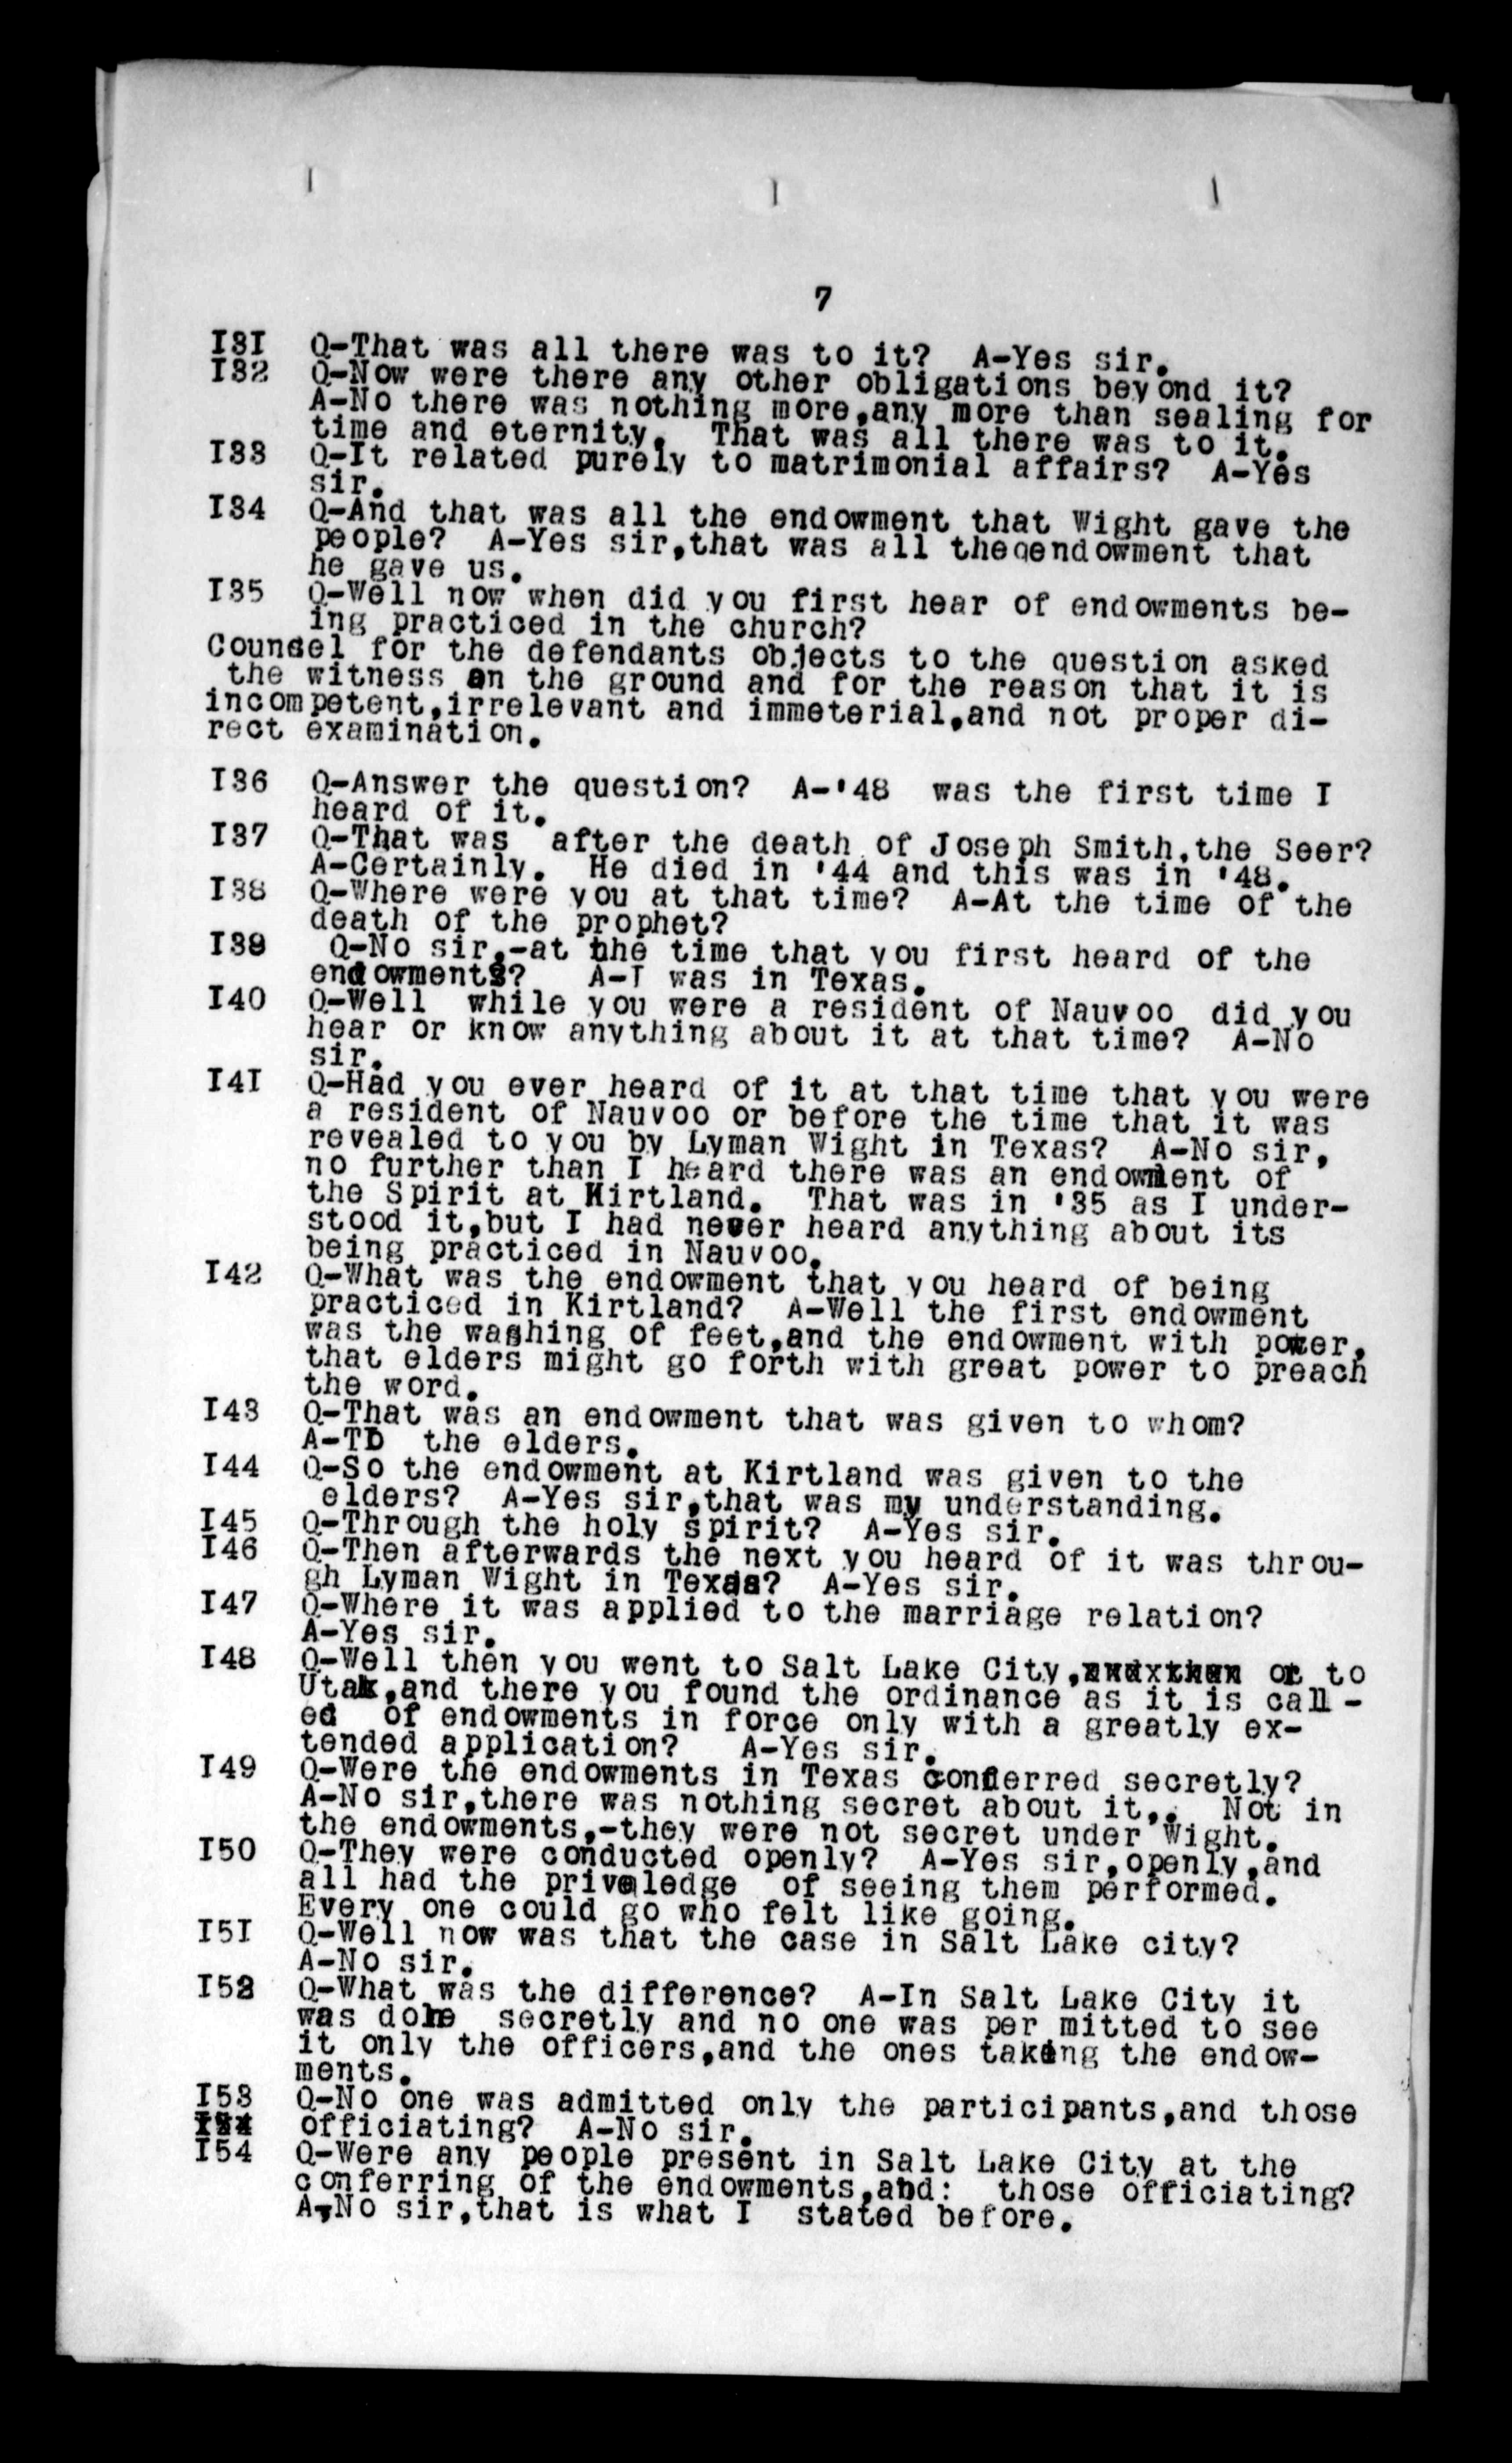 7
I3I Q-That was all there was to it? A-Yes sir.
I32 Q-Now were there any other obligations beyond it?
A-No there was nothing more,any more than sealing for
time and eternity. That was all there was to it.
I33 Q-It related purely to matrimonial affairs? A-Yes
sir.
I34 Q-And that was all the endowment that Wight gave the
people? A-Yes sir,that was all theqendowment that
he gave us.
I35 Q-Well now when did you first hear of endowments be-
ing practiced in the church?
Counsel for the defendants objects to the question asked
the witness on the ground and for the reason that it is
incompetent,irrelevant and immeterial,and not proper di-
rect examination.
I36 Q-Answer the question? A-'48 was the first time I
heard of it.
I37 Q-That was after the death of Joseph Smith,the Seer?
A-Certainly. He died in '44 and this was in '48.
I38 Q-Where were you at that time? A-At the time of the
death of the prophet?
I39 Q-No sir,-at the time that you first heard of the
endowments? A-I was in Texas.
I40 Q-Well while you were a resident of Nauvoo did you
hear or know anything about it at that time? A-No
sir.
I4I Q-Had you ever heard of it at that time that you were
a resident of Nauvoo or before the time that it was
revealed to you by Lyman Wight in Texas? A-No sir,
no further than I heard there was an endowment of
the Spirit at Kirtland. That was in '35 as I under-
stood it,but I had never heard anything about its
being practiced in Nauvoo.
I42 Q-What was the endowment that you heard of being
practiced in Kirtland? A-Well the first endowment
was the washing of feet,and the endowment with power,
that elders might go forth with great power to preach
the word.
I43 Q-That was an endowment that was given to whom?
A-To the elders.
I44 Q-So the endowment at Kirtland was given to the
elders? A-Yes sir,that was my understanding.
I45 Q-Through the holy spirit? A-Yes sir.
I46 Q-Then afterwards the next you heard of it was throu-
gh Lyman Wight in Texas? A-Yes sir.
I47 Q-Where it was applied to the marriage relation?
A-Yes sir.
I48 Q-Well then you went to Salt Lake City, or to
Utah,and there you found the ordinance as it is call-
ed of endowments in force only with a greatly ex-
tended application? A-Yes sir.
I49 Q-Were the endowments in Texas conferred secretly?
A-No sir,there was nothing secret about it,. Not in
the endowments,-they were not secret under Wight.
I50 Q-They were conducted openly? A-Yes sir,openly,and
all had the priveledge of seeing them performed.
Every one could go who felt like going.
I5I Q-Well now was that the case in Salt Lake city?
A-No sir.
I52 Q-What was the difference? A-In Salt Lake City it
was done secretly and no one was per mitted to see
it only the officers,and the ones taking the endow-
ments.
I53 Q-No one was admitted only the participants,and those
officiating? A-No sir.
I54 Q-Were any people present in Salt Lake City at the
conferring of the endowments,and: those officiating?
A-No sir,that is what I stated before.